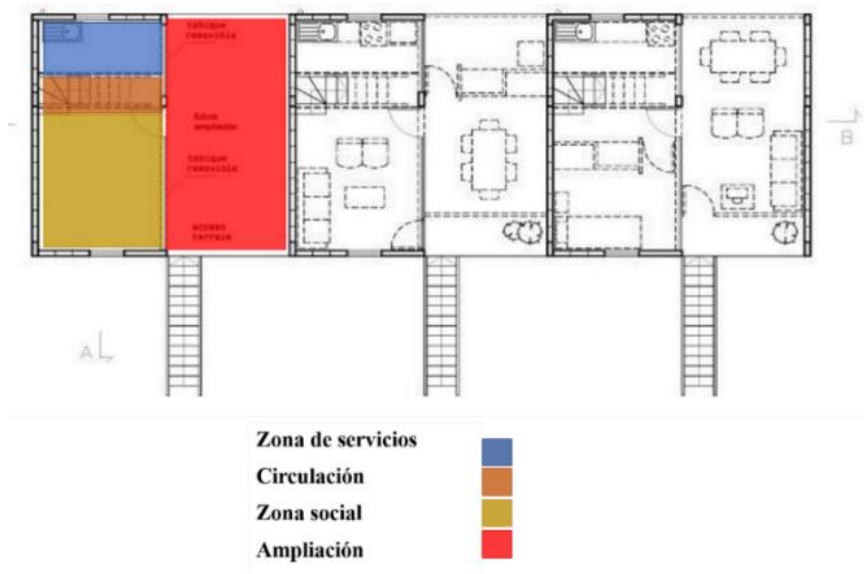 tabique
removible
futura
ampliación
tabique
removible
acceso
terraza
B
A
Zona de servicios
Circulación
Zona social
Ampliación